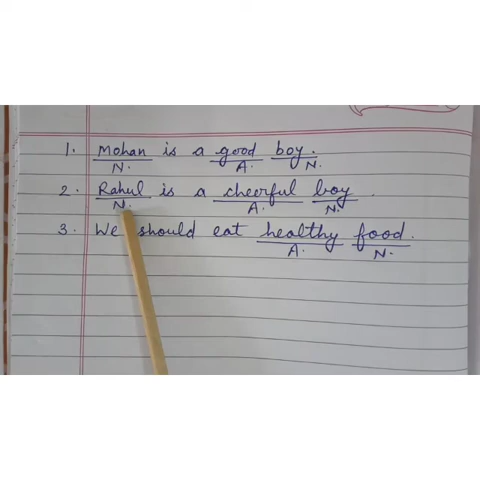 1. Mohan is a good boy.
N. A. N.
2. Rahul is a cheerful boy.
N. A. N.
3. We should eat healthy food.
A. N.